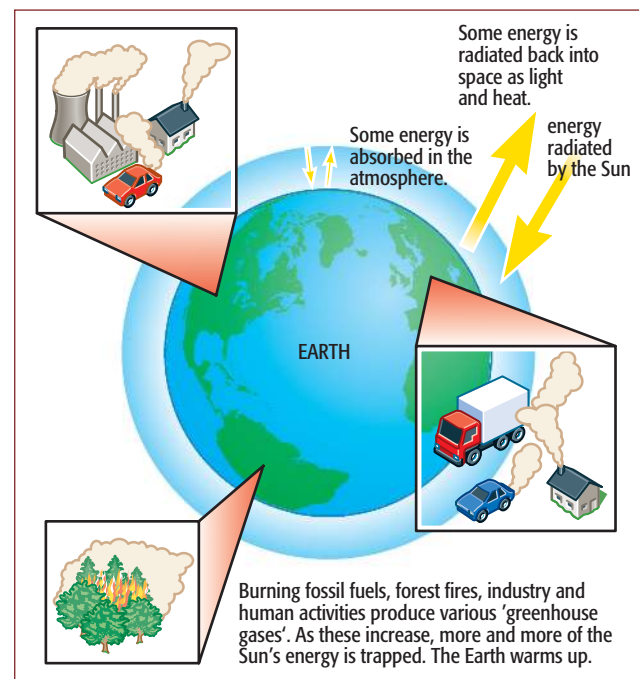 Some energy is
radiated back into
space as light
and heat.
energy
radiated
by the Sun
Some energy is
absorbed in the
atmosphere.
EARTH
Burning fossil fuels, forest fires, industry and
human activities produce various 'greenhouse
gases'. As these increase, more and more of the
Sun's energy is trapped. The Earth warms up.